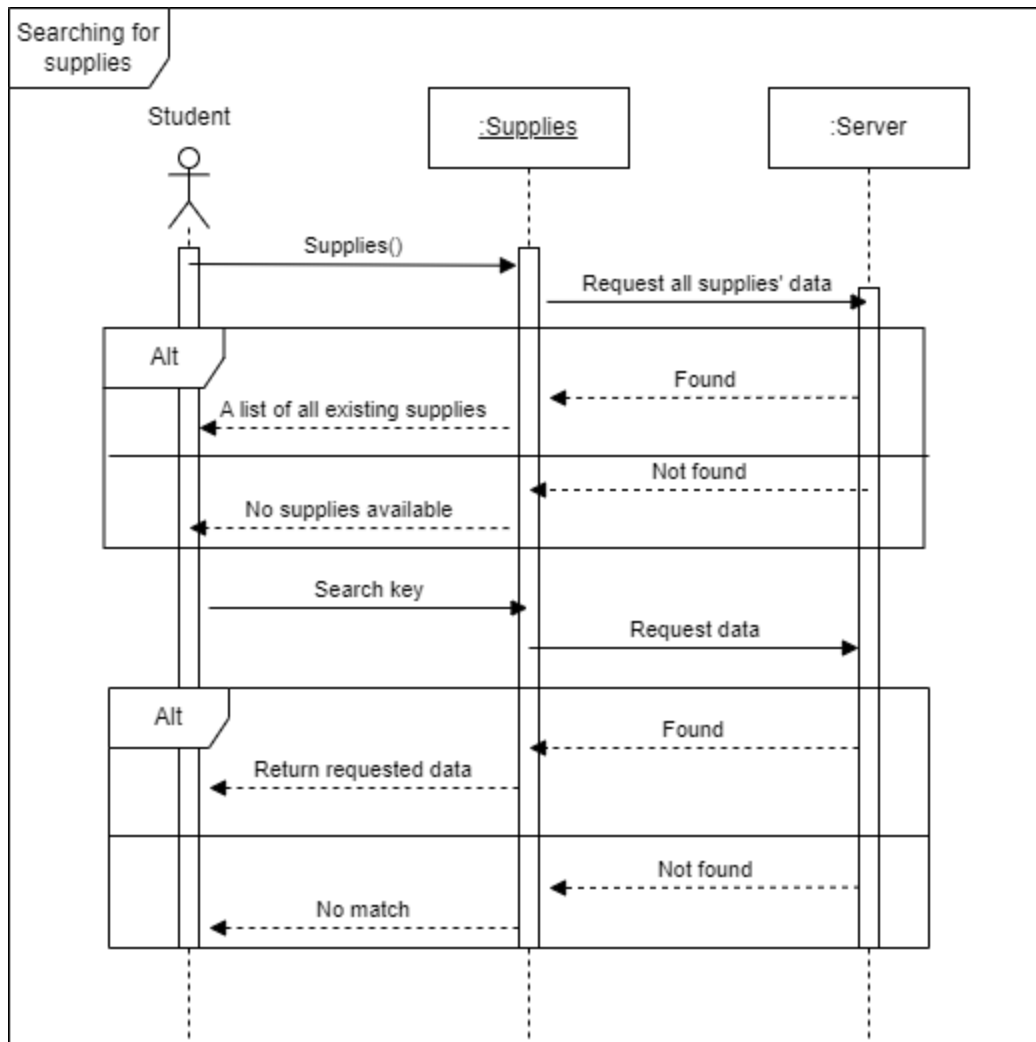 Searching for
supplies
Student
:Supplies
:Server
Supplies()
Request all supplies' data
Alt
Found
A list of all existing supplies
Not found
No supplies available
Search key
Request data
Alt
Found
Return requested data
Not found
No match